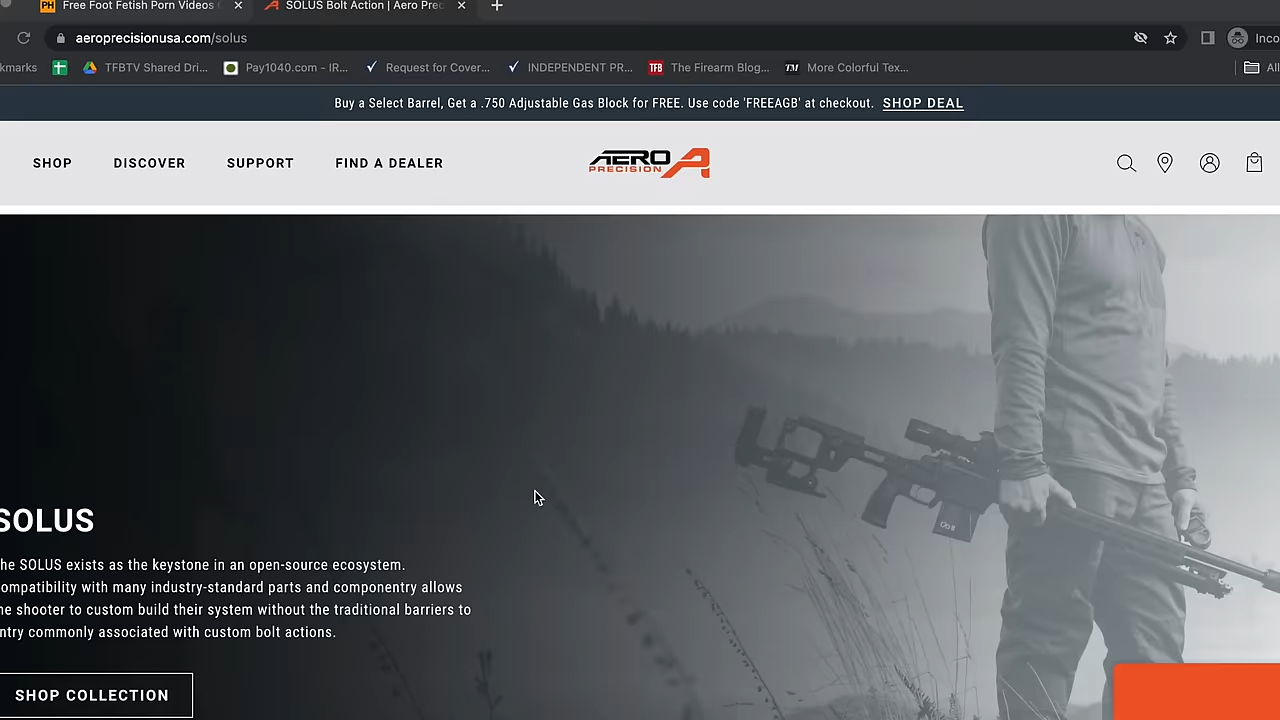 PH Free Foot Fetish Porn Videos
SOLUS Bolt Action | Aero Prec
aeroprecisionusa.com/solus
Inco
kmarks
TFBTV Shared Dri...
Pay1040.com - IR...
Request for Cover...
INDEPENDENT PR...
TFB The Firearm Blog...
TM More Colorful Tex...
All
Buy a Select Barrel, Get a .750 Adjustable Gas Block for FREE. Use code 'FREEAGB' at checkout. SHOP DEAL
SHOP DISCOVER SUPPORT FIND A DEALER
AERO
PRECISION
SOLUS
he SOLUS exists as the keystone in an open-source ecosystem.
ompatibility with many industry-standard parts and componentry allows
he shooter to custom build their system without the traditional barriers to
ntry commonly associated with custom bolt actions.
SHOP COLLECTION